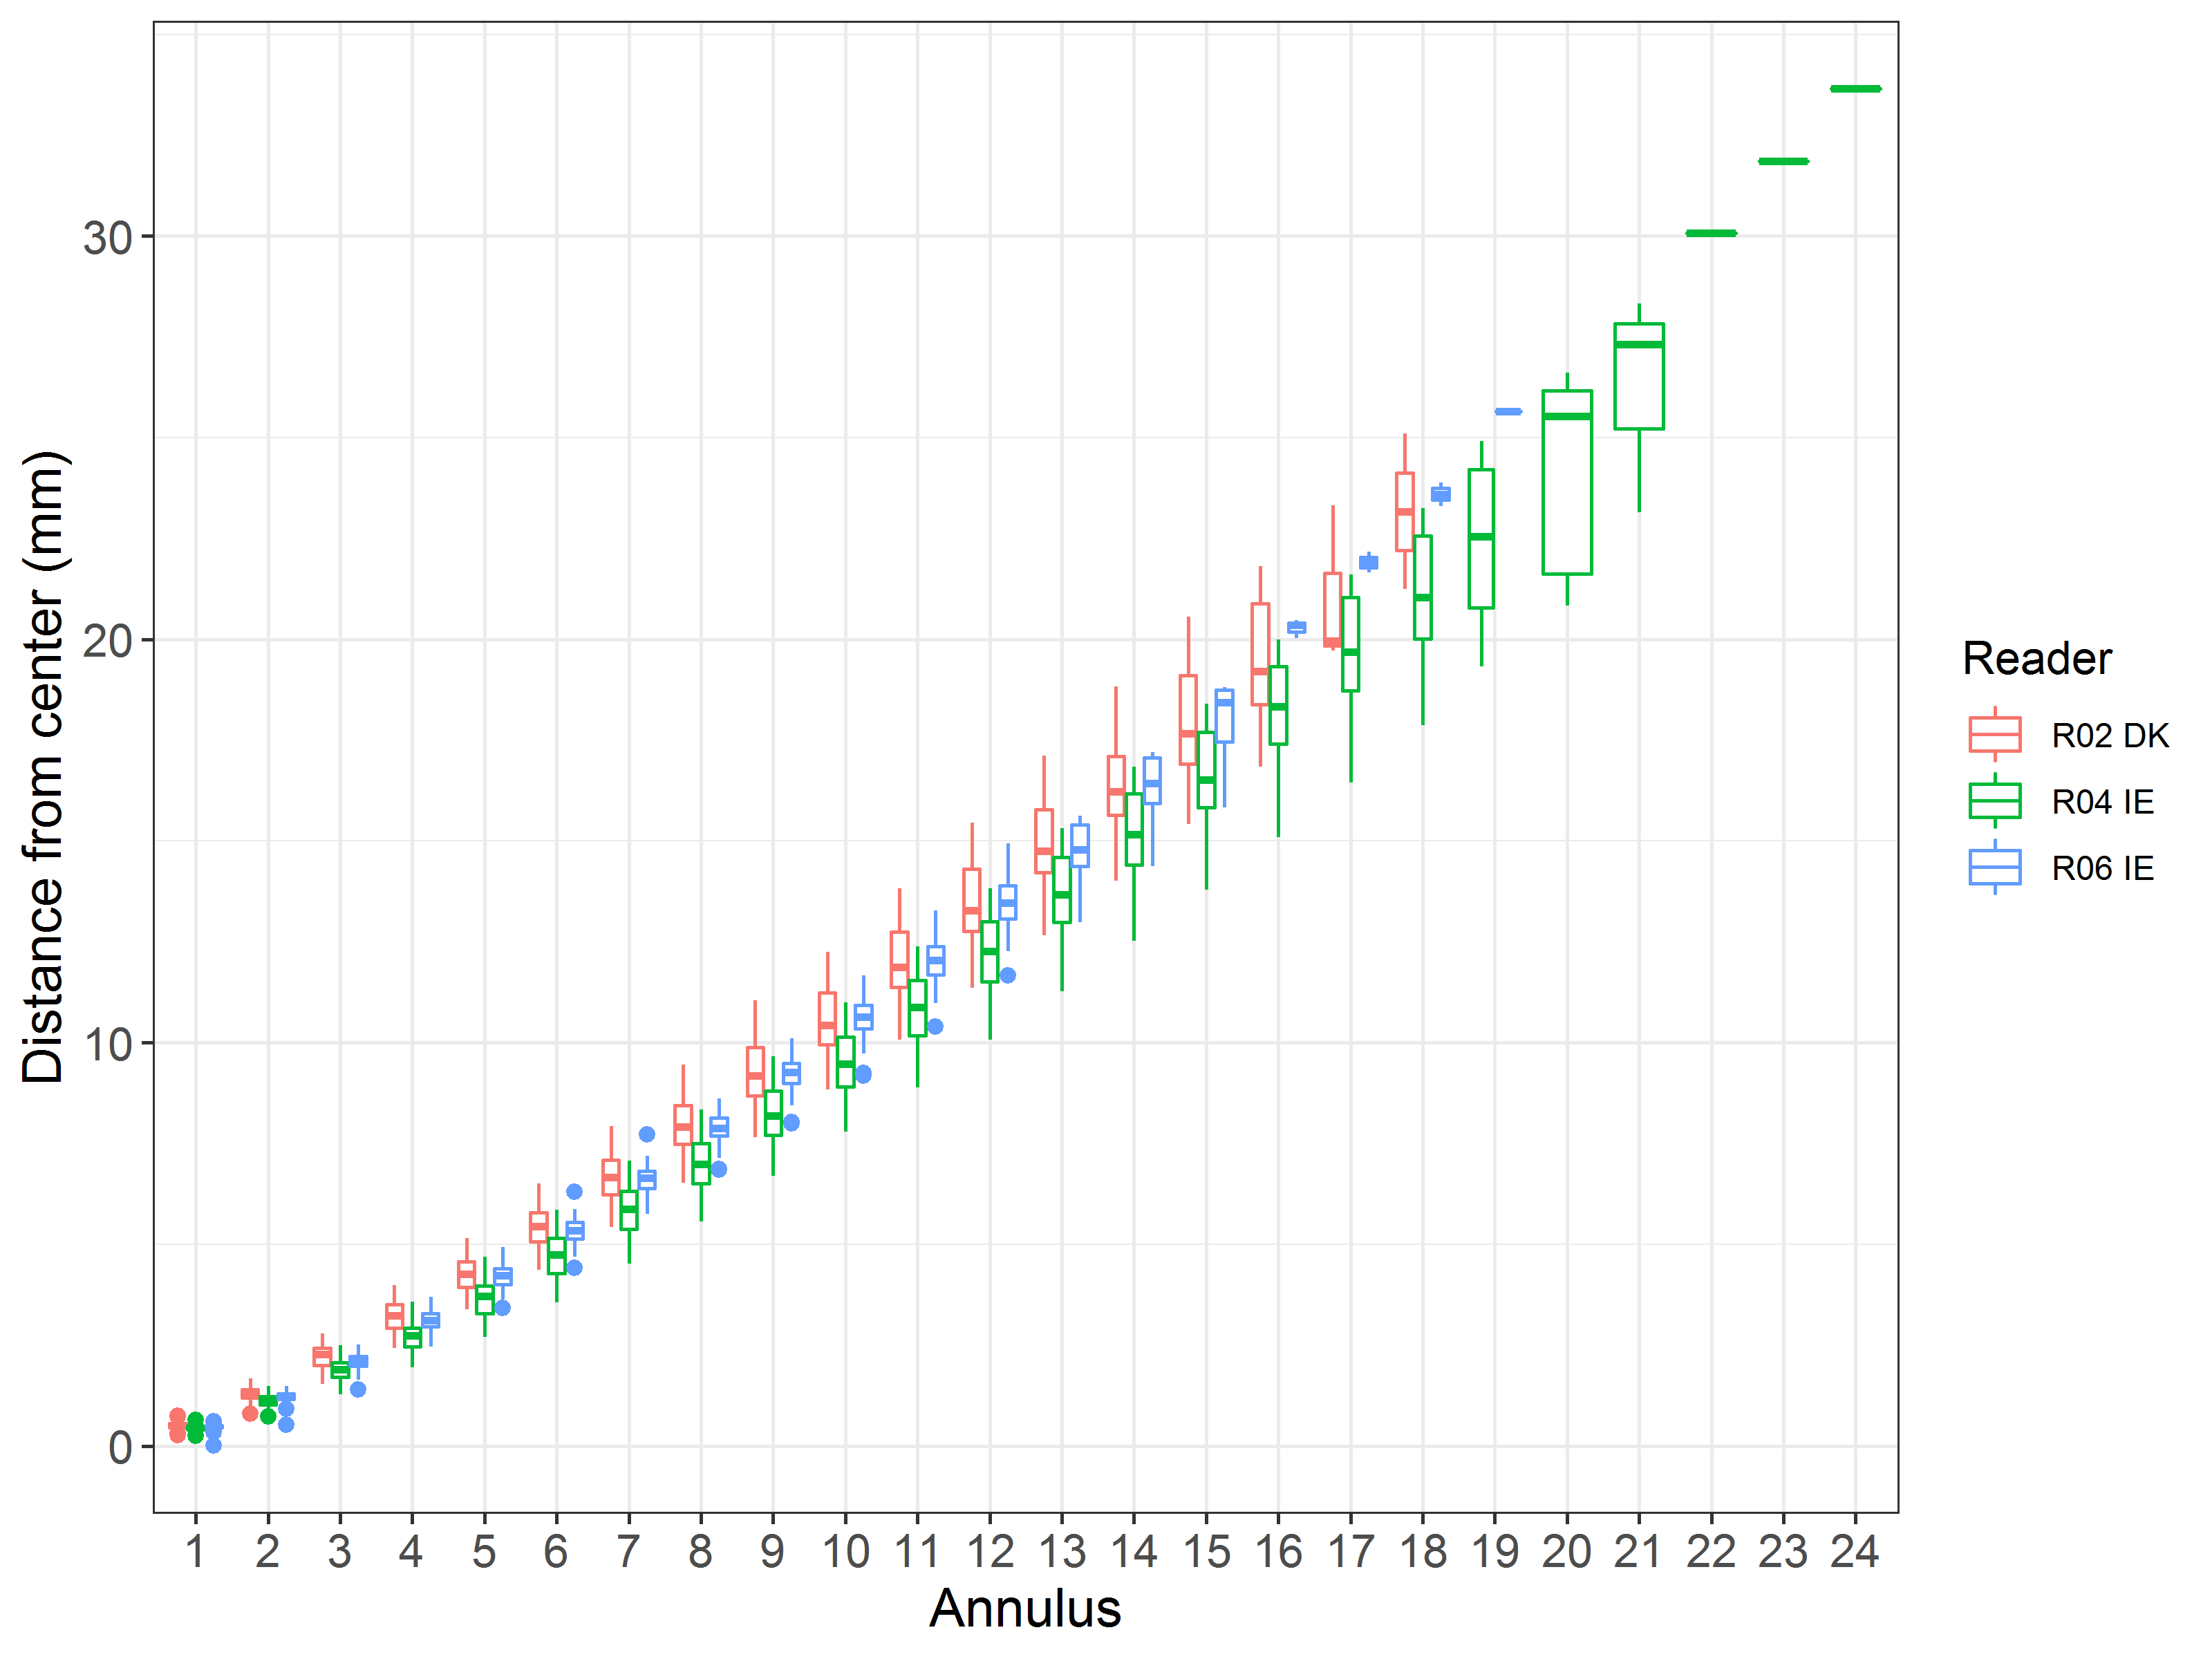 Distance from center (mm)
30
20
10
0
1 2 3 4 5 6 7 8 9 10 11 12 13 14 15 16 17 18 19 20 21 22 23 24
Annulus
Reader
R02 DK
R04 IE
R06 IE